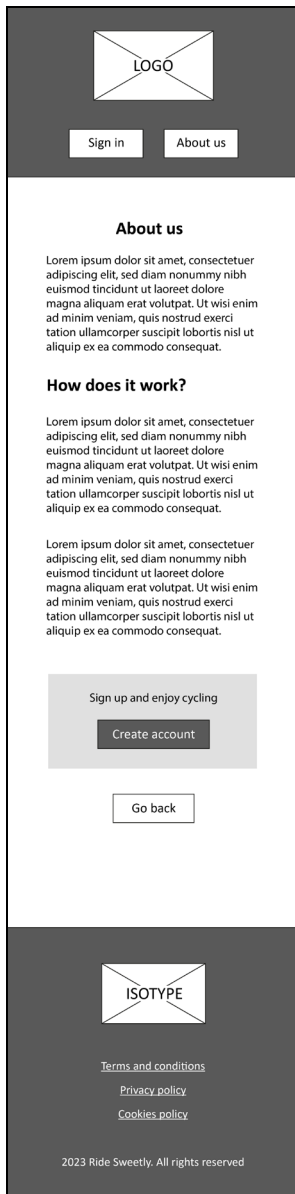 LOGO
Sign in
About us
About us
Lorem ipsum dolor sit amet, consectetuer
adipiscing elit, sed diam nonummy nibh
euismod tincidunt ut laoreet dolore
magna aliquam erat volutpat. Ut wisi enim
ad minim veniam, quis nostrud exerci
tation ullamcorper suscipit lobortis nisl ut
aliquip ex ea commodo consequat.
How does it work?
Lorem ipsum dolor sit amet, consectetuer
adipiscing elit, sed diam nonummy nibh
euismod tincidunt ut laoreet dolore
magna aliquam erat volutpat. Ut wisi enim
ad minim veniam, quis nostrud exerci
tation ullamcorper suscipit lobortis nisl ut
aliquip ex ea commodo consequat.
Lorem ipsum dolor sit amet, consectetuer
adipiscing elit, sed diam nonummy nibh
euismod tincidunt ut laoreet dolore
magna aliquam erat volutpat. Ut wisi enim
ad minim veniam, quis nostrud exerci
tation ullamcorper suscipit lobortis nisl ut
aliquip ex ea commodo consequat.
Sign up and enjoy cycling
Create account
Go back
ISOTYPE
Terms and conditions
Privacy policy
Cookies policy
2023 Ride Sweetly. All rights reserved